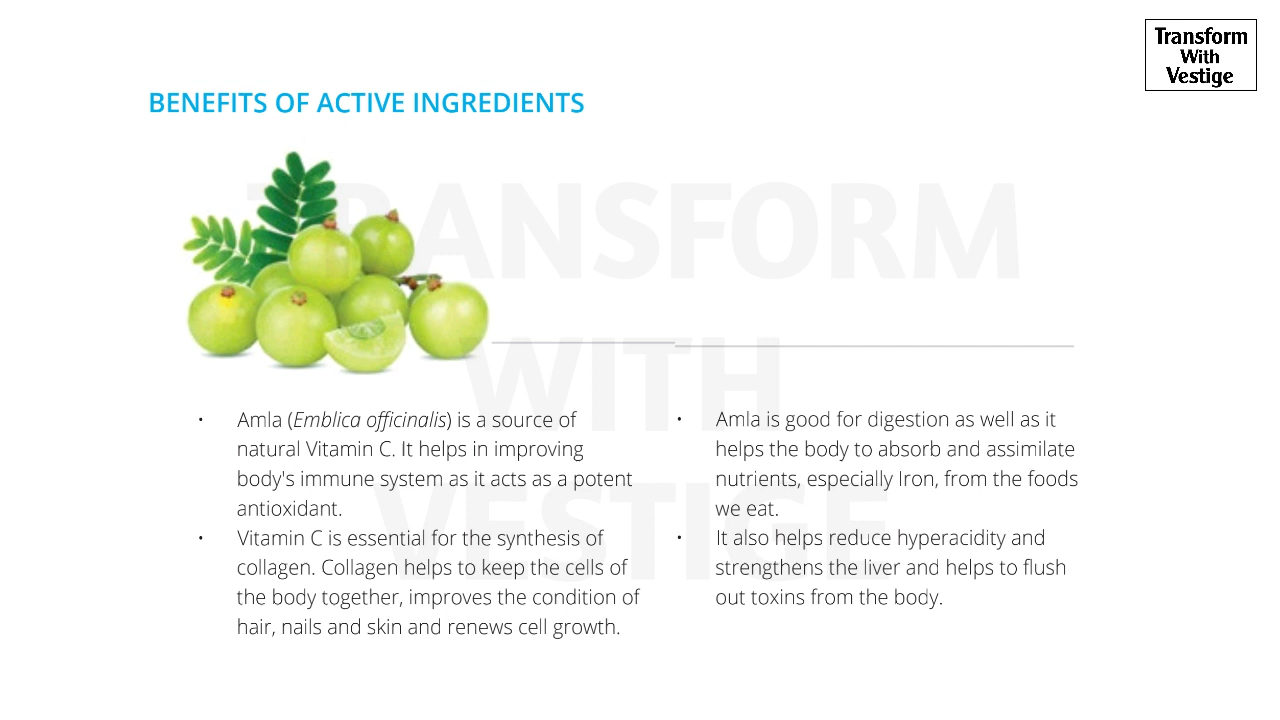 Transform
With
Vestige
BENEFITS OF ACTIVE INGREDIENTS
TRANSFORM
WITH
VESTIGE
• Amla (Emblica officinalis) is a source of
natural Vitamin C. It helps in improving
body's immune system as it acts as a potent
antioxidant.
• Vitamin C is essential for the synthesis of
collagen. Collagen helps to keep the cells of
the body together, improves the condition of
hair, nails and skin and renews cell growth.
• Amla is good for digestion as well as it
helps the body to absorb and assimilate
nutrients, especially Iron, from the foods
we eat.
• It also helps reduce hyperacidity and
strengthens the liver and helps to flush
out toxins from the body.